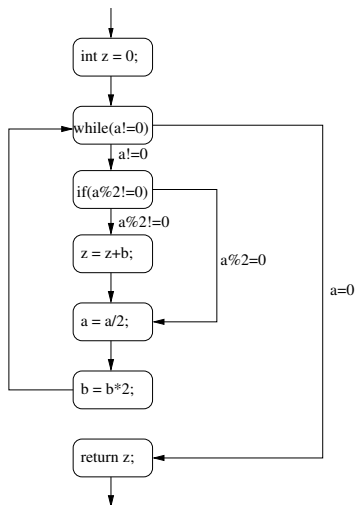 int z = 0;
while(a!=0)
a!=0
if(a%2!=0)
a%2!=0
z = z+b;
a%2=0
a=0
a = a/2;
b = b*2;
return z;